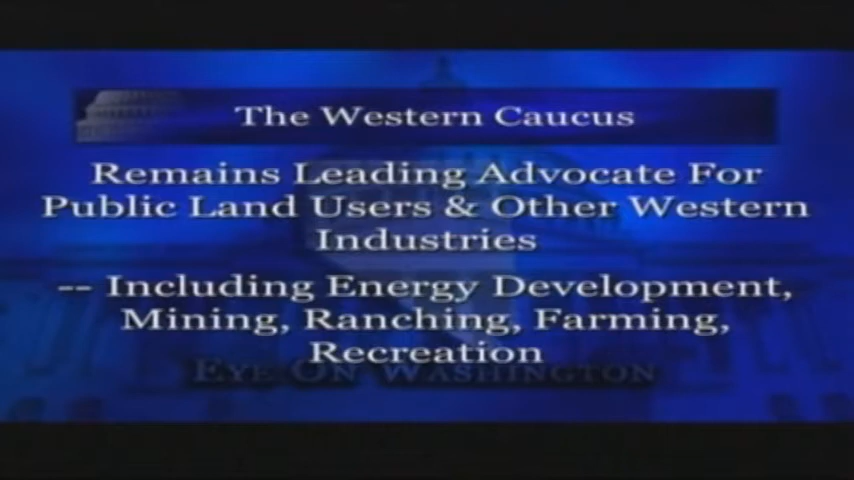 The Western Caucus
Remains Leading Advocate For
Public Land Users & Other Western
Industries
-- Including Energy Development,
Mining, Ranching, Farming,
Recreation
EYE ON WASHINGTON